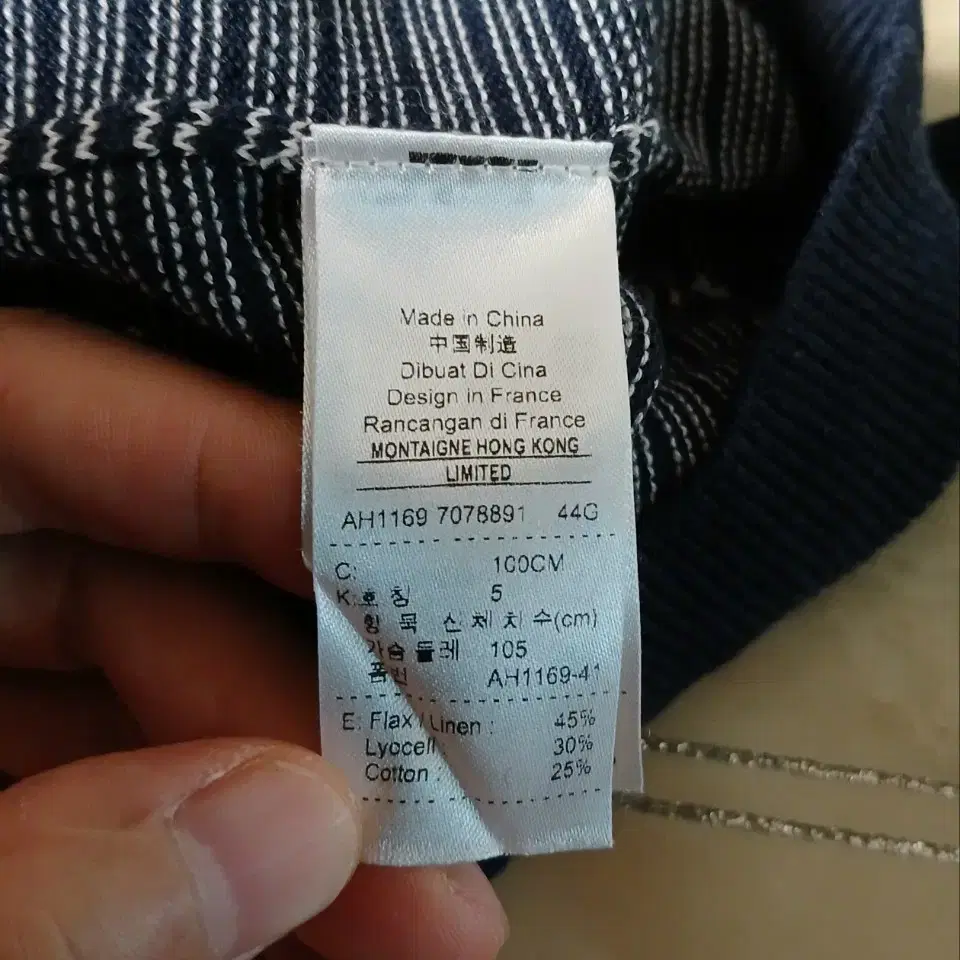 Made in China
中国制造
Dibuat Di Cina
Design in France
Rancangan di France
MONTAIGNE HONG KONG
LIMITED
AH1169 7078891 44G
C: 100CM
K: 호 칭 5
항 목 신 체 치 수(cm)
가슴 둘레 105
품번 AH1169-41
E: Flax / Linen : 45%
Lyocell : 30%
Cotton : 25%